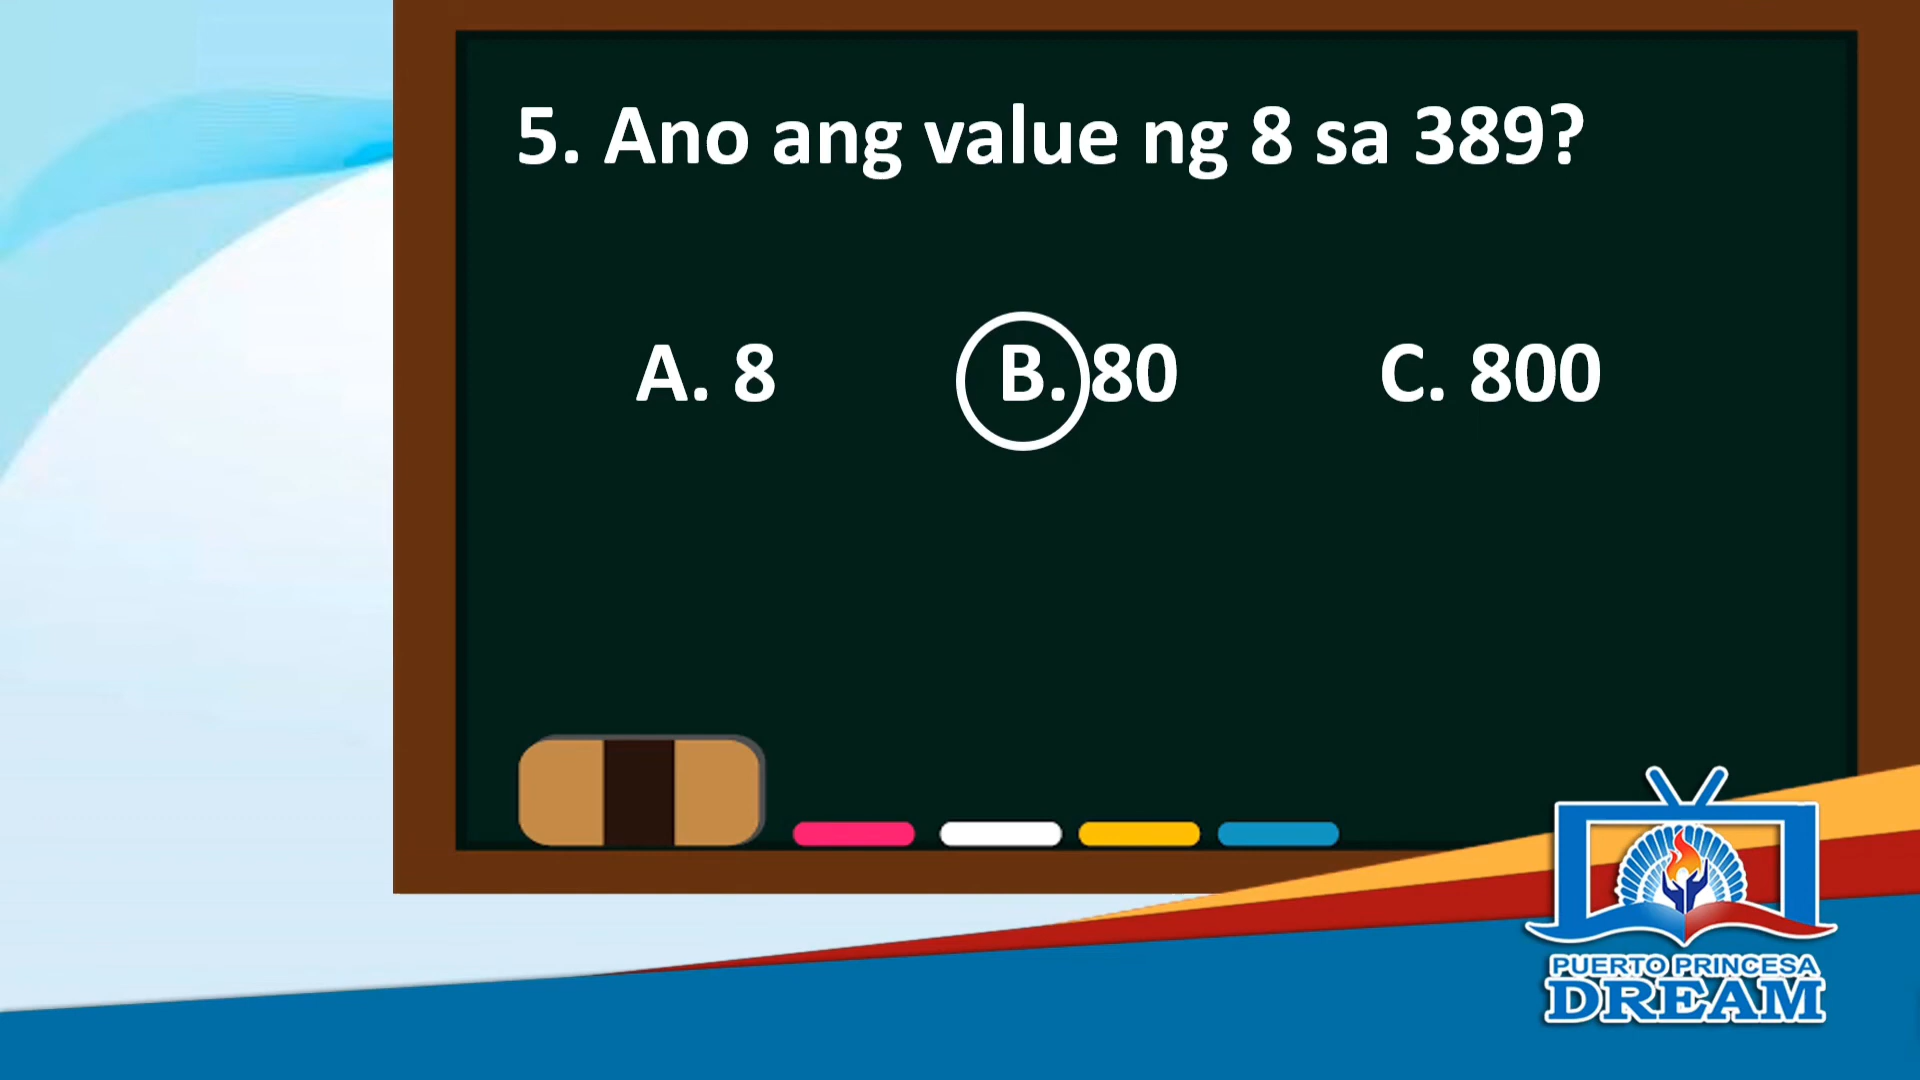 5. Ano ang value ng 8 sa 389?
A. 8 B. 80 C. 800
PUERTO PRINCESA
DREAM